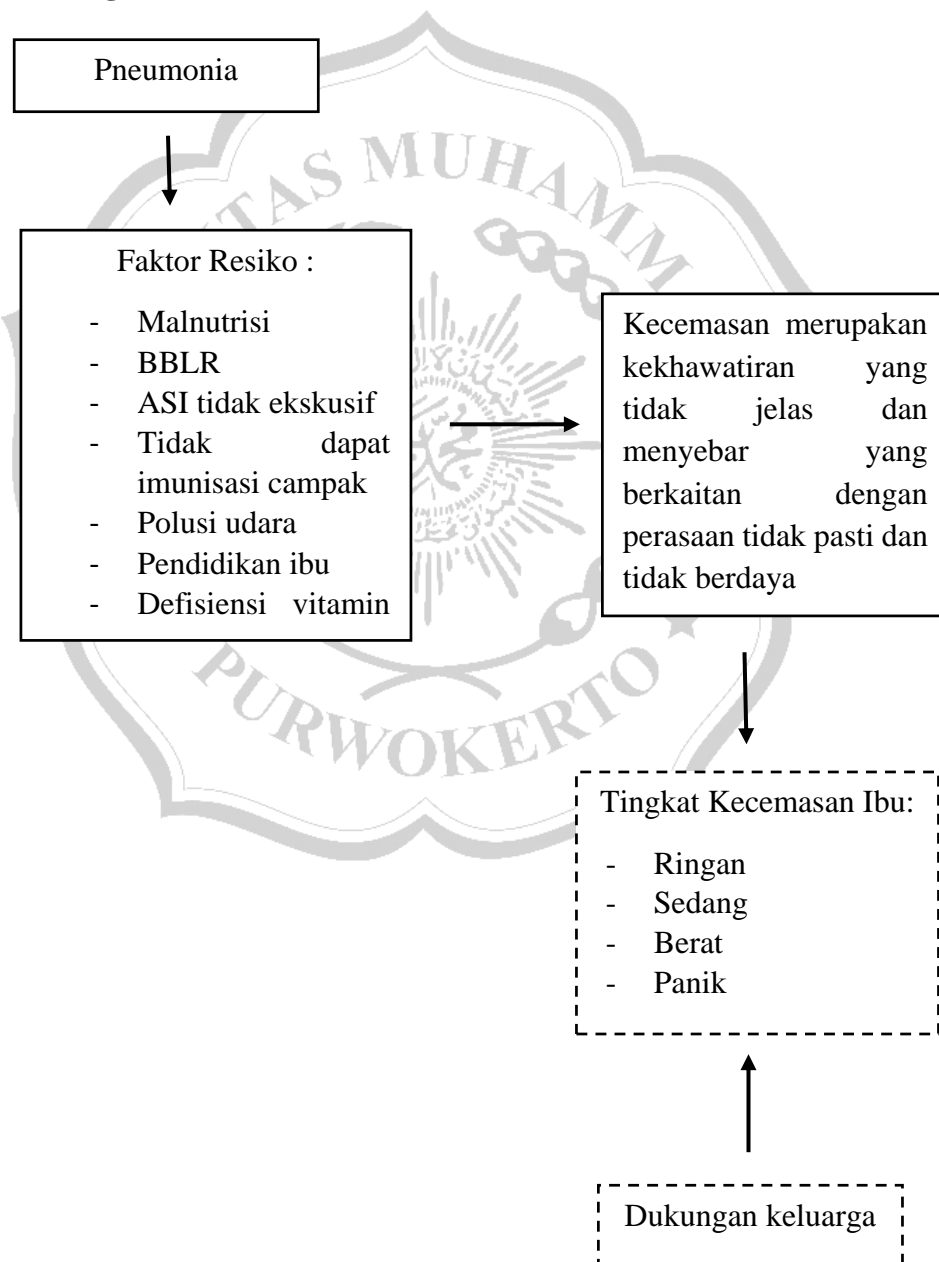 Pneumonia
Faktor Resiko :
- Malnutrisi
- BBLR
- ASI tidak ekskusif
- Tidak dapat
imunisasi campak
- Polusi udara
- Pendidikan ibu
- Defisiensi vitamin
Kecemasan merupakan
kekhawatiran yang
tidak jelas dan
menyebar yang
berkaitan dengan
perasaan tidak pasti dan
tidak berdaya
Tingkat Kecemasan Ibu:
- Ringan
- Sedang
- Berat
- Panik
Dukungan keluarga
TAS MUHAMM
PURWOKERTO